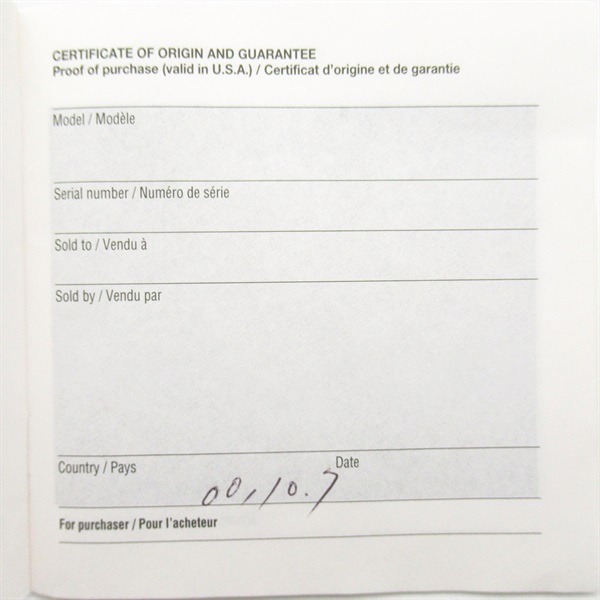 CERTIFICATE OF ORIGIN AND GUARANTEE
Proof of purchase (valid in U.S.A.) / Certificat d'origine et de garantie
Model / Modèle
Serial number / Numéro de série
Sold to / Vendu à
Sold by / Vendu par
Country / Pays
Date
00,10.7
For purchaser / Pour l'acheteur